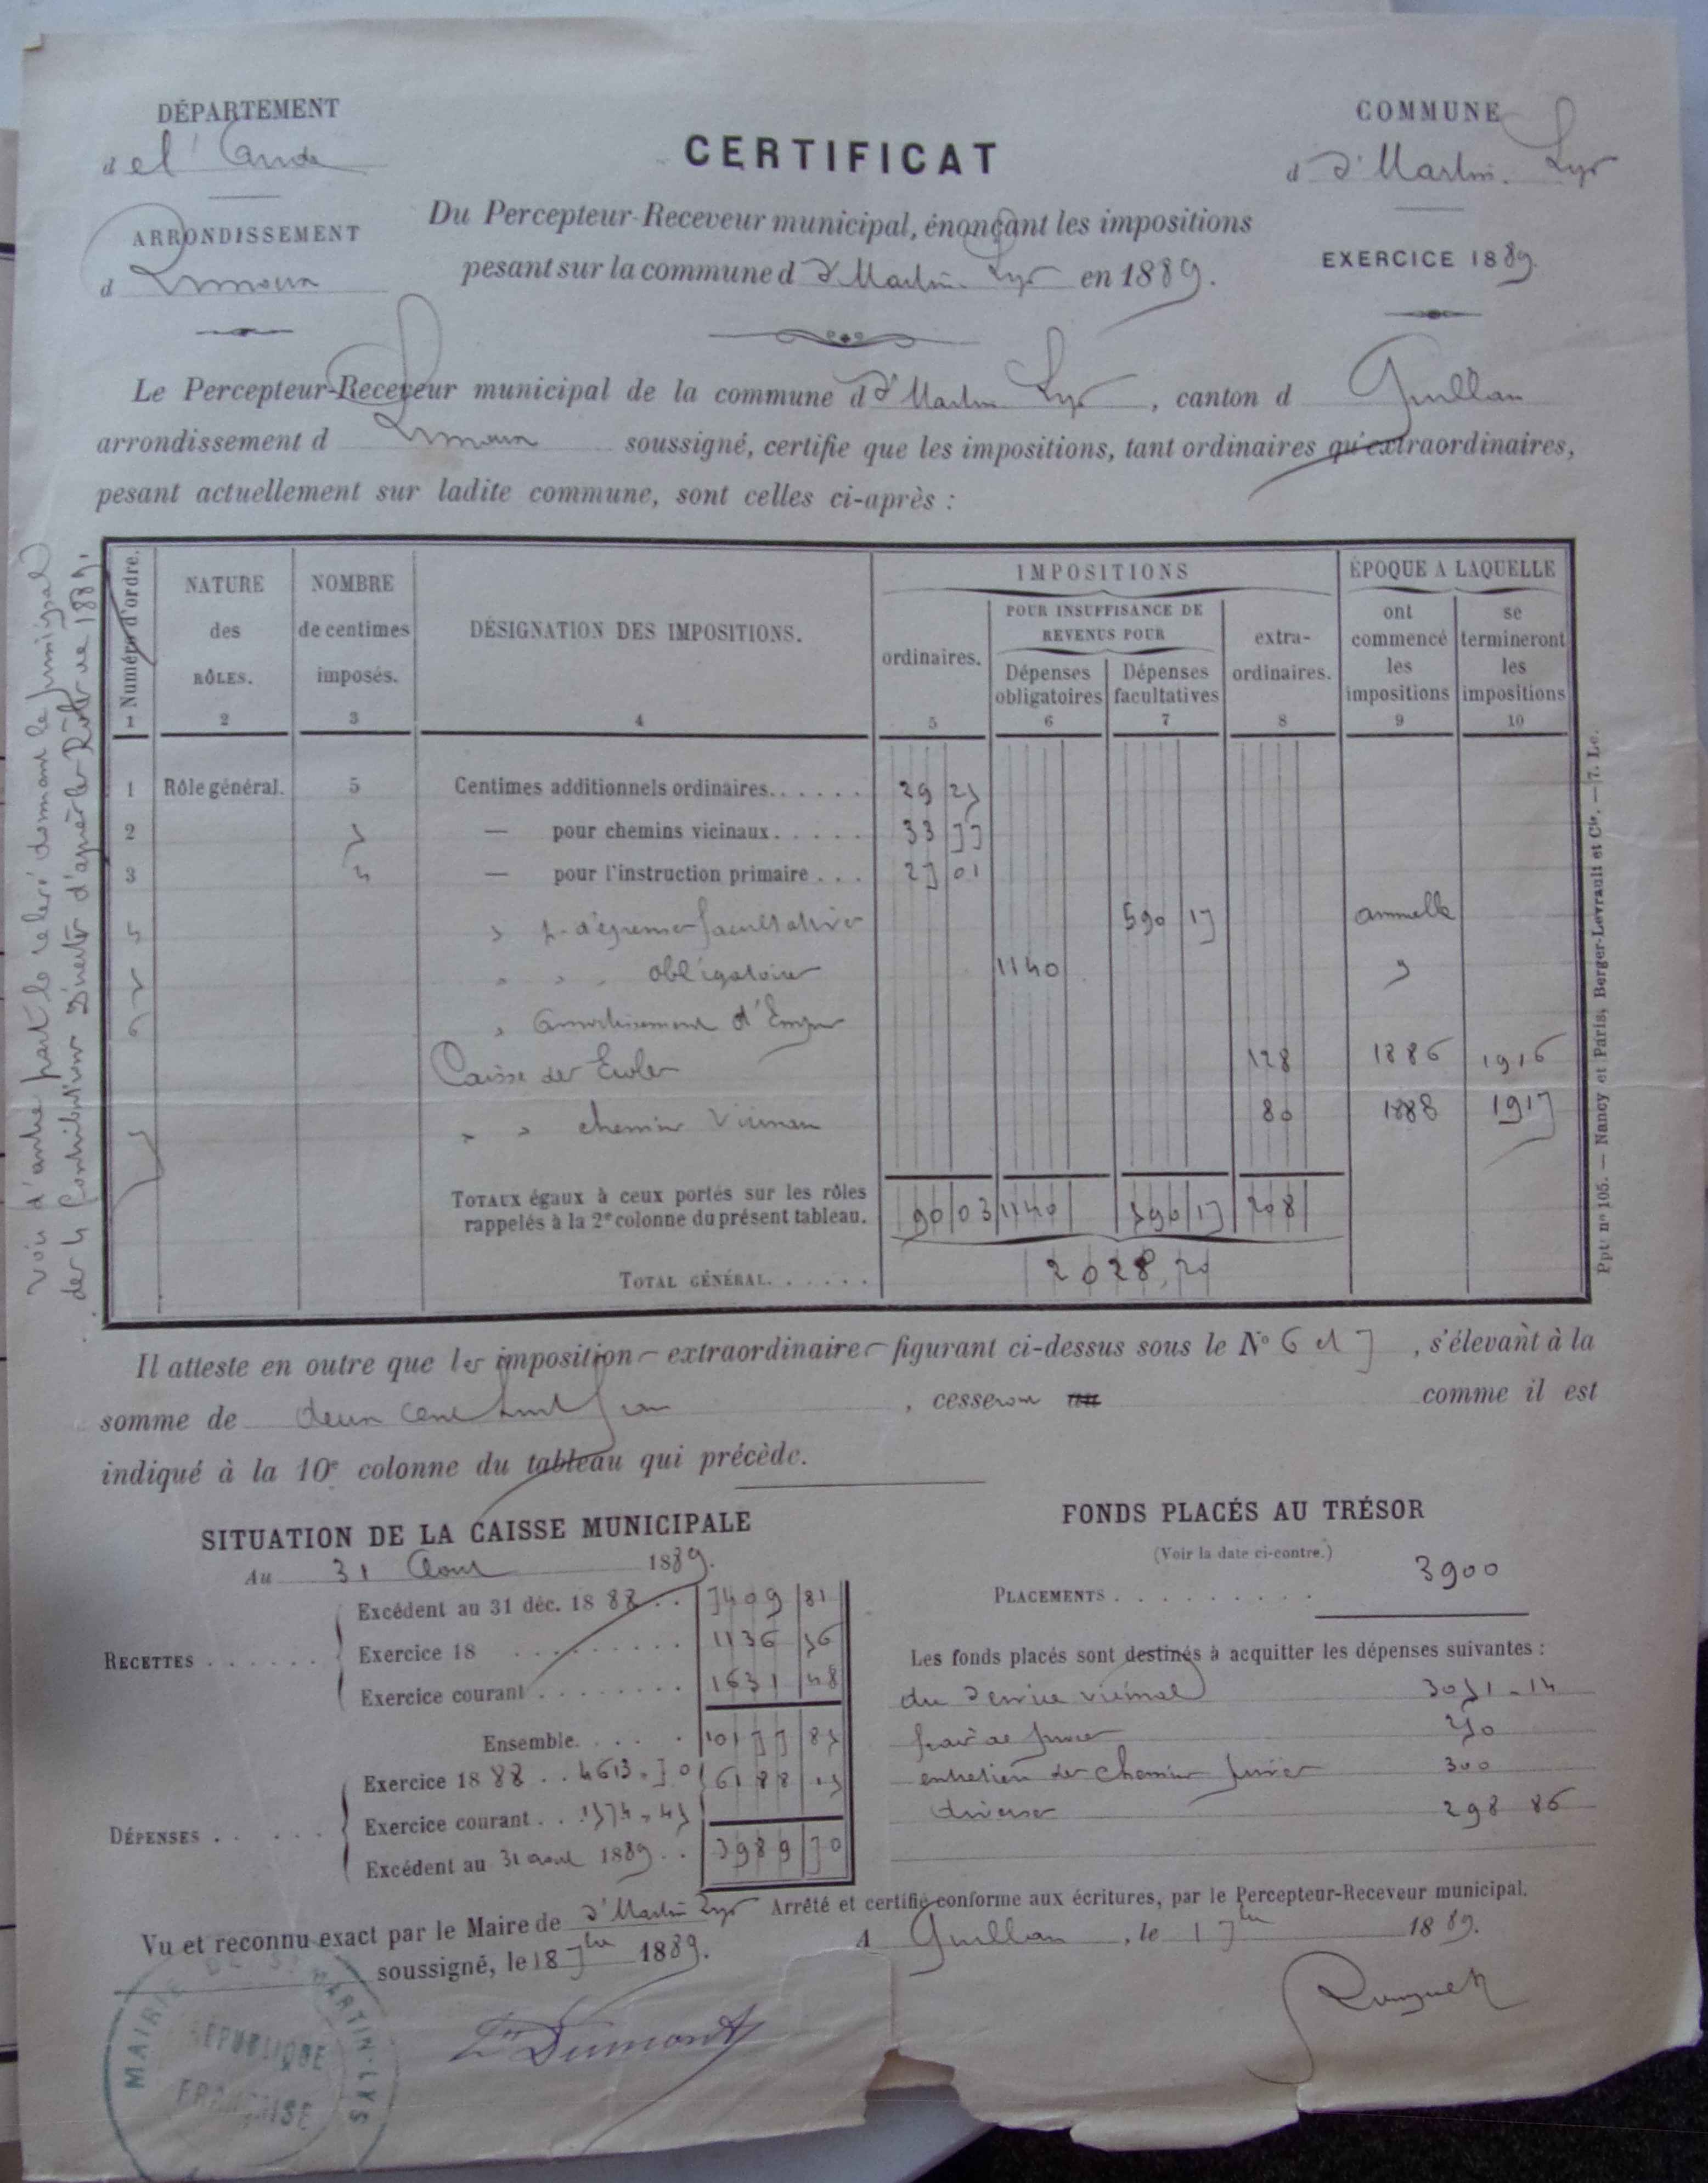 DÉPARTEMENT
de l'Aude
ARRONDISSEMENT
d Limoux
CERTIFICAT
Du Percepteur-Receveur municipal, énonçant les impositions
pesant sur la commune d St Martin Lys en 1889.
COMMUNE
d St Martin Lys
EXERCICE 1889.
Le Percepteur-Receveur municipal de la commune d St Martin Lys, canton d Quillan
arrondissement d Limoux soussigné, certifie que les impositions, tant ordinaires qu'extraordinaires,
pesant actuellement sur ladite commune, sont celles ci-après :
Voir d'autre part le relevé donnant le principal
des 4 Contributions Directes d'après les Rôles de 1889.
Numéro d'ordre.
NATURE des RÔLES.
NOMBRE de centimes imposés.
DÉSIGNATION DES IMPOSITIONS.
IMPOSITIONS
ordinaires.
POUR INSUFFISANCE DE REVENUS POUR
Dépenses obligatoires
Dépenses facultatives
extra-ordinaires.
ÉPOQUE A LAQUELLE
ont commencé les impositions
se termineront les impositions
1 2 3 4 5 6 7 8 9 10
1 Rôle général. 5 Centimes additionnels ordinaires...... 29 25
2 5 — pour chemins vicinaux..... 33 77
3 4 — pour l'instruction primaire... 27 01
4 " p. dépenses facultatives 590 17 annuelle
5 " " " obligatoires 1140 "
6 " Amortissement d'Empr
Caisse des Ecoles 128 1886 1916
7 " " chemins vicinaux 80 1888 1917
TOTAUX égaux à ceux portés sur les rôles
rappelés à la 2e colonne du présent tableau. 90 03 1140 590 17 208
TOTAL GÉNÉRAL...... 2028,20
Il atteste en outre que les impositions extraordinaires figurant ci-dessus sous le No 6 et 7, s'élevant à la
somme de deux cent huit francs, cesseront comme il est
indiqué à la 10e colonne du tableau qui précède.
SITUATION DE LA CAISSE MUNICIPALE
Au 31 Aout 1889.
RECETTES......
Excédent au 31 déc. 1888.. 7409 81
Exercice 18 ......... 1136 56
Exercice courant........ 1631 48
Ensemble..... 10177 85
DÉPENSES......
Exercice 1888.. 4613.70
6188 15
Exercice courant.. 1574,45
Excédent au 31 aout 1889.. 3989 70
FONDS PLACÉS AU TRÉSOR
(Voir la date ci-contre.)
PLACEMENTS.......... 3900
Les fonds placés sont destinés à acquitter les dépenses suivantes :
du Service vicinal 3051.14
250
entretien des chemins 300
diverses 298 86
Vu et reconnu exact par le Maire de St Martin Lys
soussigné, le 18 7bre 1889.
Arrêté et certifié conforme aux écritures, par le Percepteur-Receveur municipal.
A Quillan, le 17bre 1889.
Dumont
MAIRIE DE St MARTIN-LYS
RÉPUBLIQUE
FRANÇAISE
Ppt. no 105. — Nancy et Paris, Berger-Levrault et Cie. — 7. Lc.